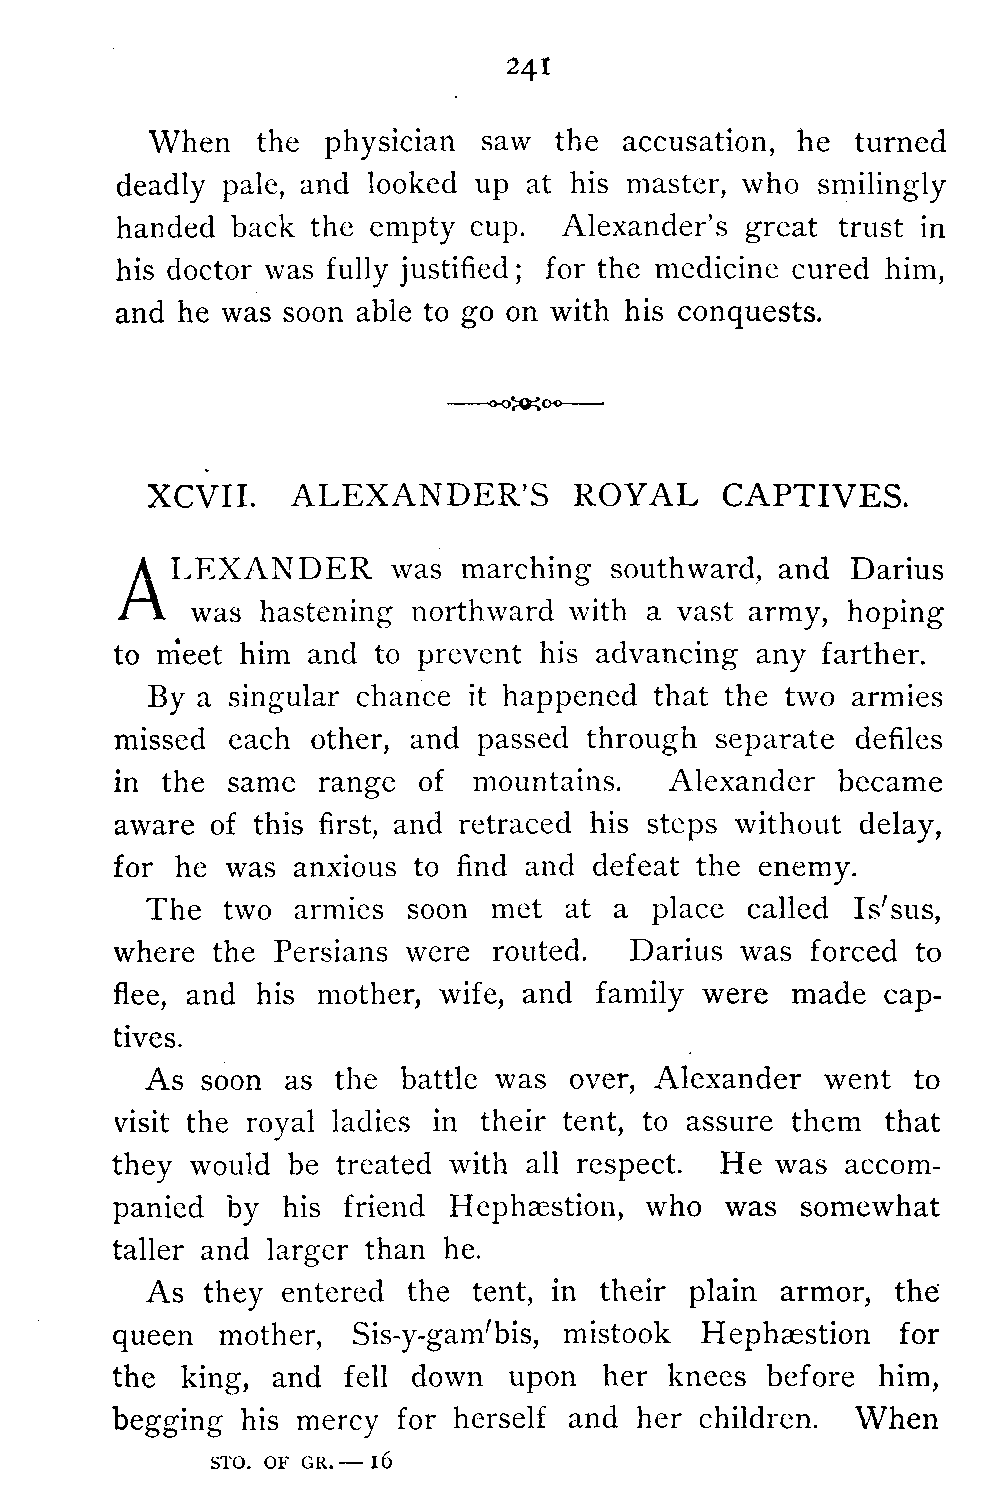 241
When the physician saw the accusation, he turned
deadly pale, and looked up at his master, who smilingly
handed back the empty cup. Alexander's great trust in
his doctor was fully justified; for the medicine cured him,
and he was soon able to go on with his conquests.
XCVII. ALEXANDER'S ROYAL CAPTIVES.
ALEXANDER was marching southward, and Darius
was hastening northward with a vast army, hoping
to meet him and to prevent his advancing any farther.
By a singular chance it happened that the two armies
missed each other, and passed through separate defiles
in the same range of mountains. Alexander became
aware of this first, and retraced his steps without delay,
for he was anxious to find and defeat the enemy.
The two armies soon met at a place called Is′sus,
where the Persians were routed. Darius was forced to
flee, and his mother, wife, and family were made cap-
tives.
As soon as the battle was over, Alexander went to
visit the royal ladies in their tent, to assure them that
they would be treated with all respect. He was accom-
panied by his friend Hephæstion, who was somewhat
taller and larger than he.
As they entered the tent, in their plain armor, the
queen mother, Sis-y-gam′bis, mistook Hephæstion for
the king, and fell down upon her knees before him,
begging his mercy for herself and her children. When
STO. OF GR.—16